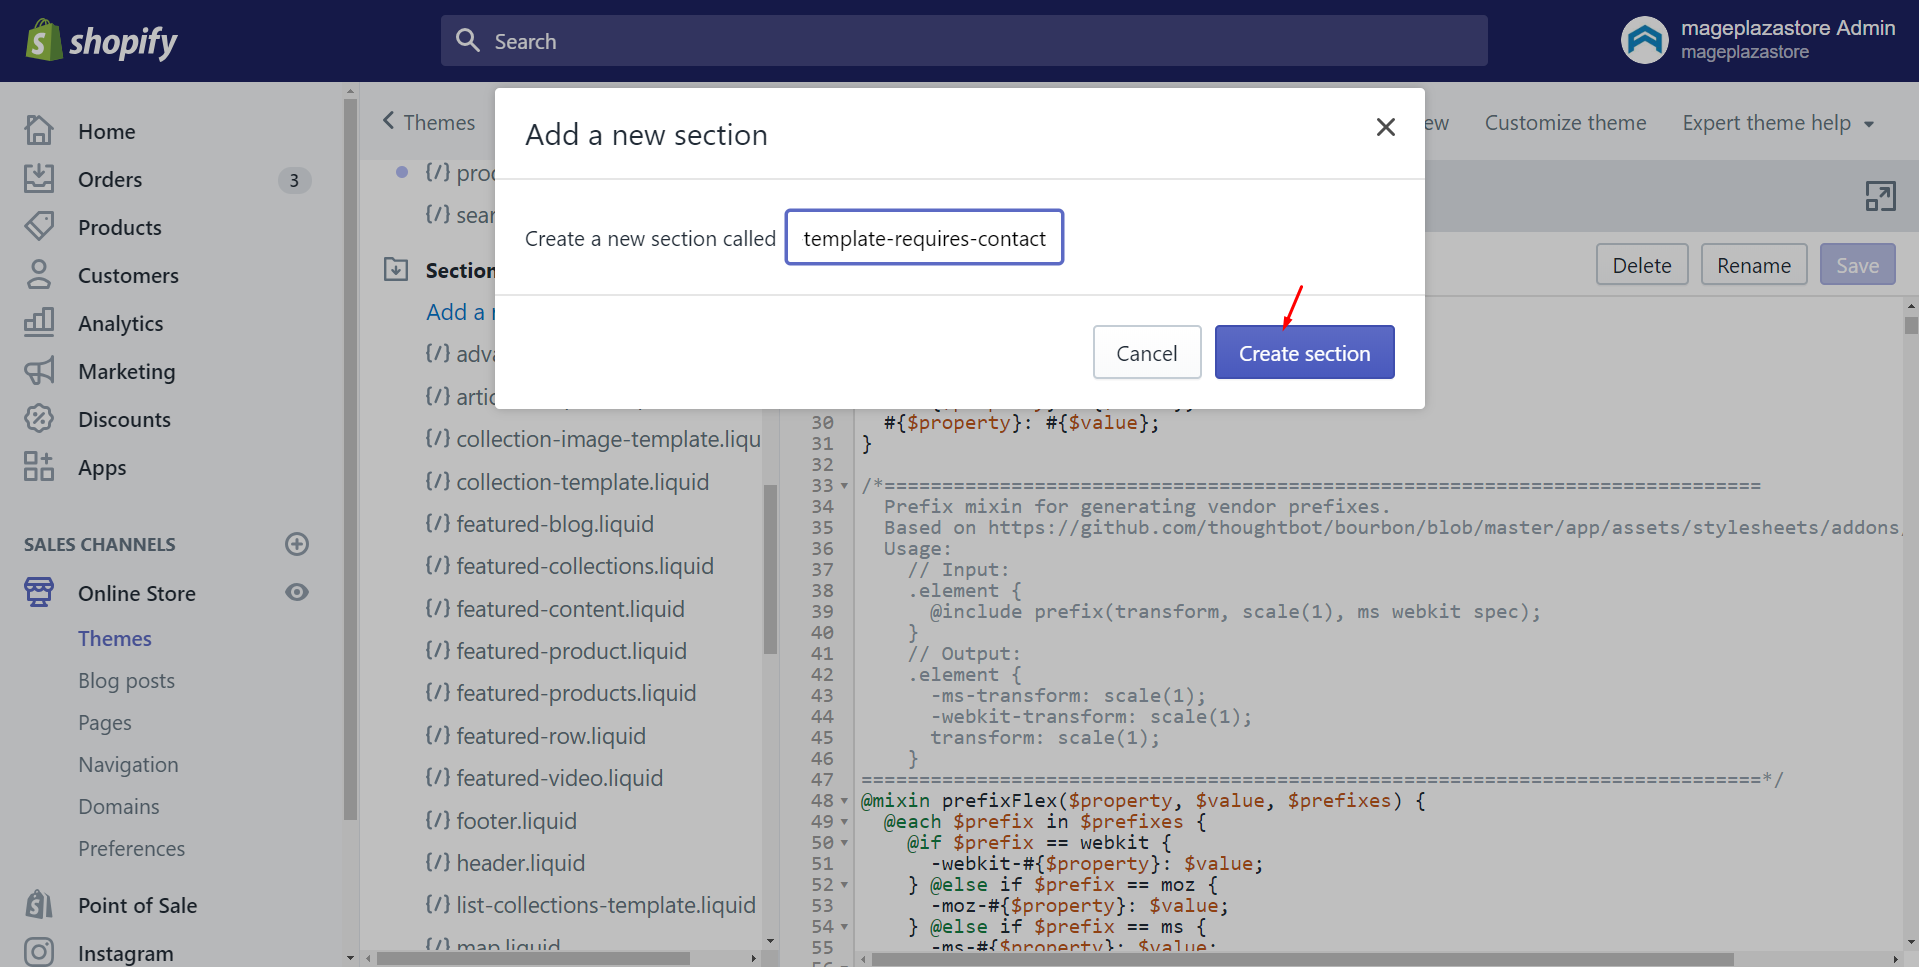 shopify
Search
mageplazastore Admin
mageplazastore
Home
Orders
3
Products
Customers
Analytics
Marketing
Discounts
Apps
SALES CHANNELS
Online Store
Themes
Blog posts
Pages
Navigation
Domains
Preferences
Point of Sale
Instagram
Themes
Customize theme
Expert theme help
Add a new section
Create a new section called
template-requires-contact
Cancel
Create section
Delete
Rename
Save
Section
Add a
{/} collection-image-template.liqu
{/} collection-template.liquid
{/} featured-blog.liquid
{/} featured-collections.liquid
{/} featured-content.liquid
{/} featured-product.liquid
{/} featured-products.liquid
{/} featured-row.liquid
{/} featured-video.liquid
{/} footer.liquid
{/} header.liquid
{/} list-collections-template.liquid
{/} map.liquid
30 #{$property}: #{$value};
31 }
32
33 /*============================================================================
34 Prefix mixin for generating vendor prefixes.
35 Based on https://github.com/thoughtbot/bourbon/blob/master/app/assets/stylesheets/addons
36 Usage:
37 // Input:
38 .element {
39 @include prefix(transform, scale(1), ms webkit spec);
40 }
41 // Output:
42 .element {
43 -ms-transform: scale(1);
44 -webkit-transform: scale(1);
45 transform: scale(1);
46 }
47 ==============================================================================*/
48 @mixin prefixFlex($property, $value, $prefixes) {
49 @each $prefix in $prefixes {
50 @if $prefix == webkit {
51 -webkit-#{$property}: $value;
52 } @else if $prefix == moz {
53 -moz-#{$property}: $value;
54 } @else if $prefix == ms {
55 -ms-#{$property}: $value;